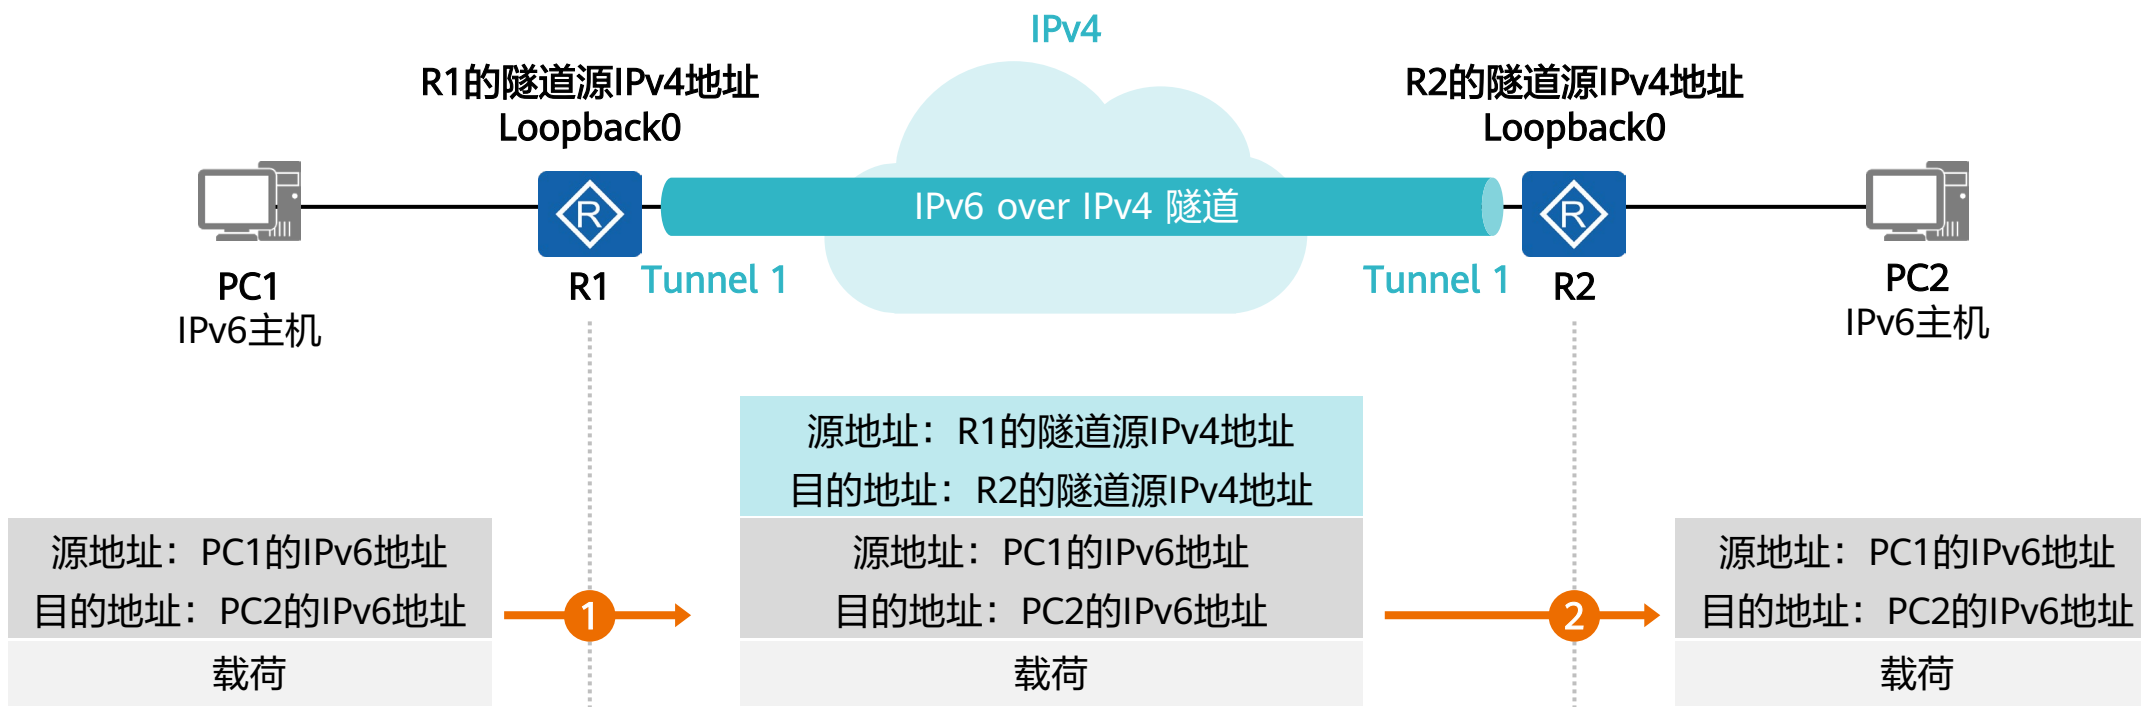 IPv4
R1的隧道源IPv4地址
Loopback0
R2的隧道源IPv4地址
Loopback0
R
IPv6 over IPv4 隧道
R
PC1
IPv6主机
R1
Tunnel 1
Tunnel 1
R2
PC2
IPv6主机
源地址：R1的隧道源IPv4地址
目的地址：R2的隧道源IPv4地址
源地址：PC1的IPv6地址
目的地址：PC2的IPv6地址
载荷
1
源地址：PC1的IPv6地址
目的地址：PC2的IPv6地址
载荷
2
源地址：PC1的IPv6地址
目的地址：PC2的IPv6地址
载荷